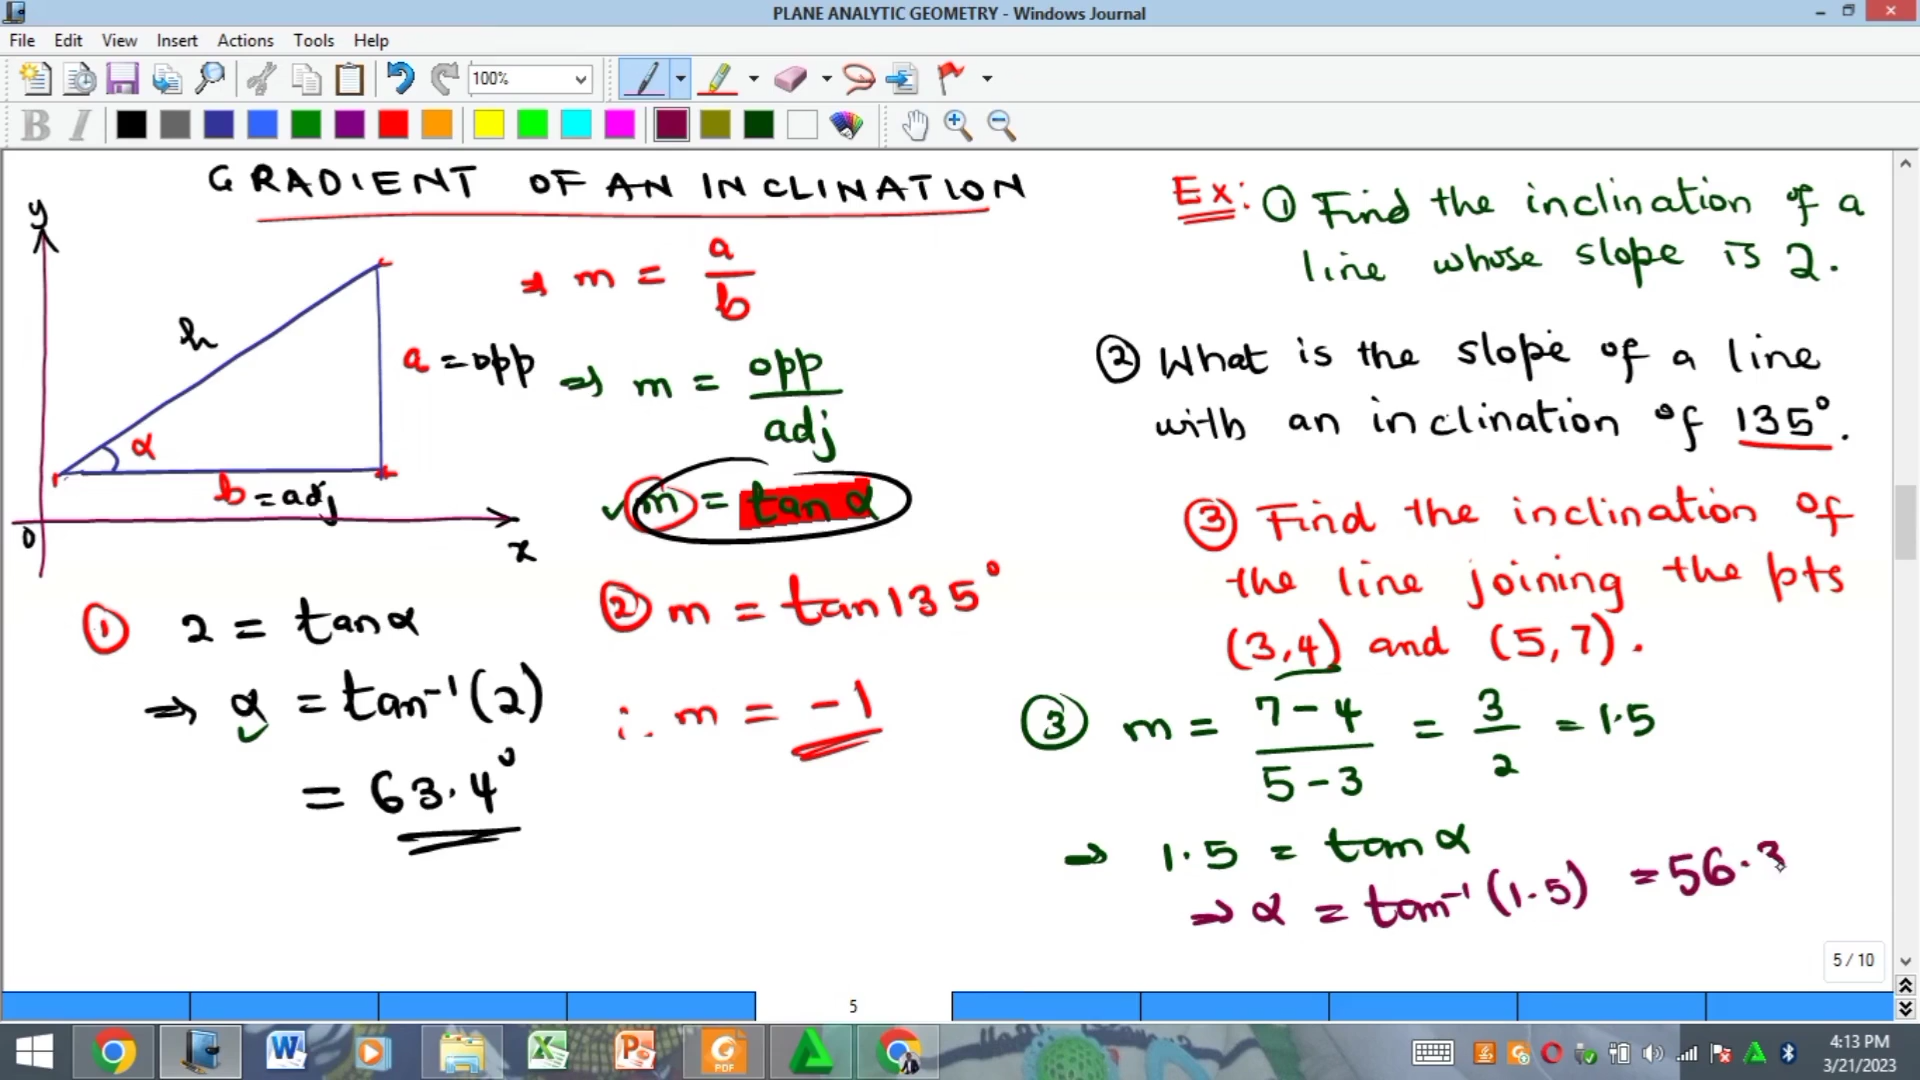 PLANE ANALYTIC GEOMETRY - Windows Journal
File Edit View Insert Actions Tools Help
100%
B I
GRADIENT OF AN INCLINATION
y
h
α
a = opp
b = adj
0
x
⇒ m = a/b
⇒ m = opp/adj
✓ m = tan α
① 2 = tanα
⇒ α = tan⁻¹(2)
= 63.4°
② m = tan135°
∴ m = -1
Ex: ① Find the inclination of a
line whose slope is 2.
② What is the slope of a line
with an inclination of 135°.
③ Find the inclination of
the line joining the pts
(3,4) and (5,7).
③ m = 7-4/5-3 = 3/2 = 1.5
⇒ 1.5 = tan α
⇒ α = tan⁻¹(1.5) = 56.3
5 / 10
5
PDF
4:13 PM
3/21/2023